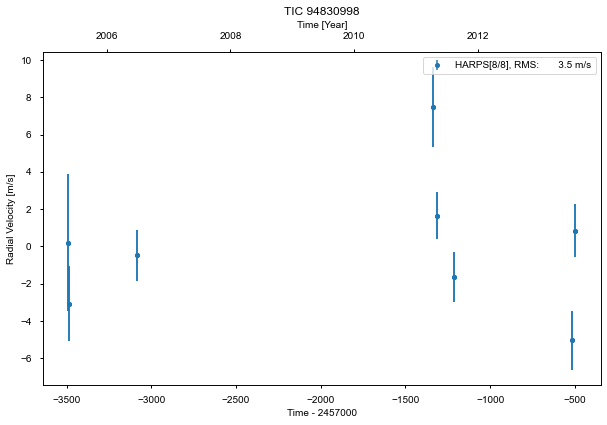 TIC 94830998
Time [Year]
2006 2008 2010 2012
HARPS[8/8], RMS: 3.5 m/s
Radial Velocity [m/s]
10
8
6
4
2
0
−2
−4
−6
−3500 −3000 −2500 −2000 −1500 −1000 −500
Time - 2457000